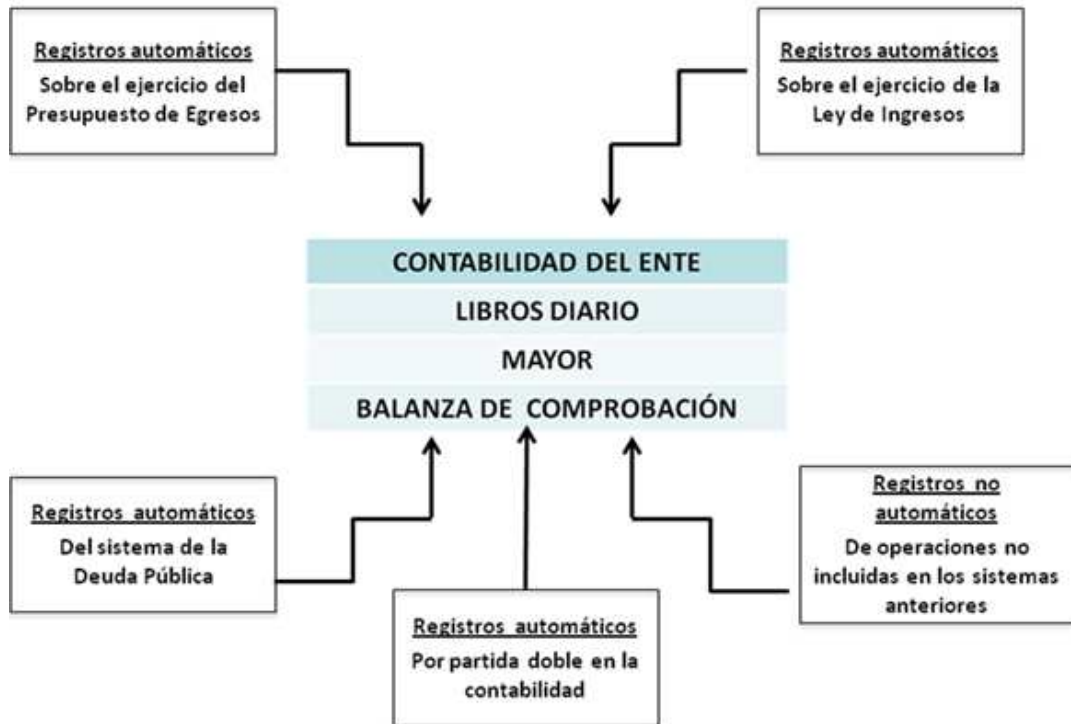 Registros automáticos
Sobre el ejercicio del
Presupuesto de Egresos
Registros automáticos
Sobre el ejercicio de la
Ley de Ingresos
CONTABILIDAD DEL ENTE
LIBROS DIARIO
MAYOR
BALANZA DE COMPROBACIÓN
Registros automáticos
Del sistema de la
Deuda Pública
Registros automáticos
Por partida doble en la
contabilidad
Registros no
automáticos
De operaciones no
incluidas en los sistemas
anteriores